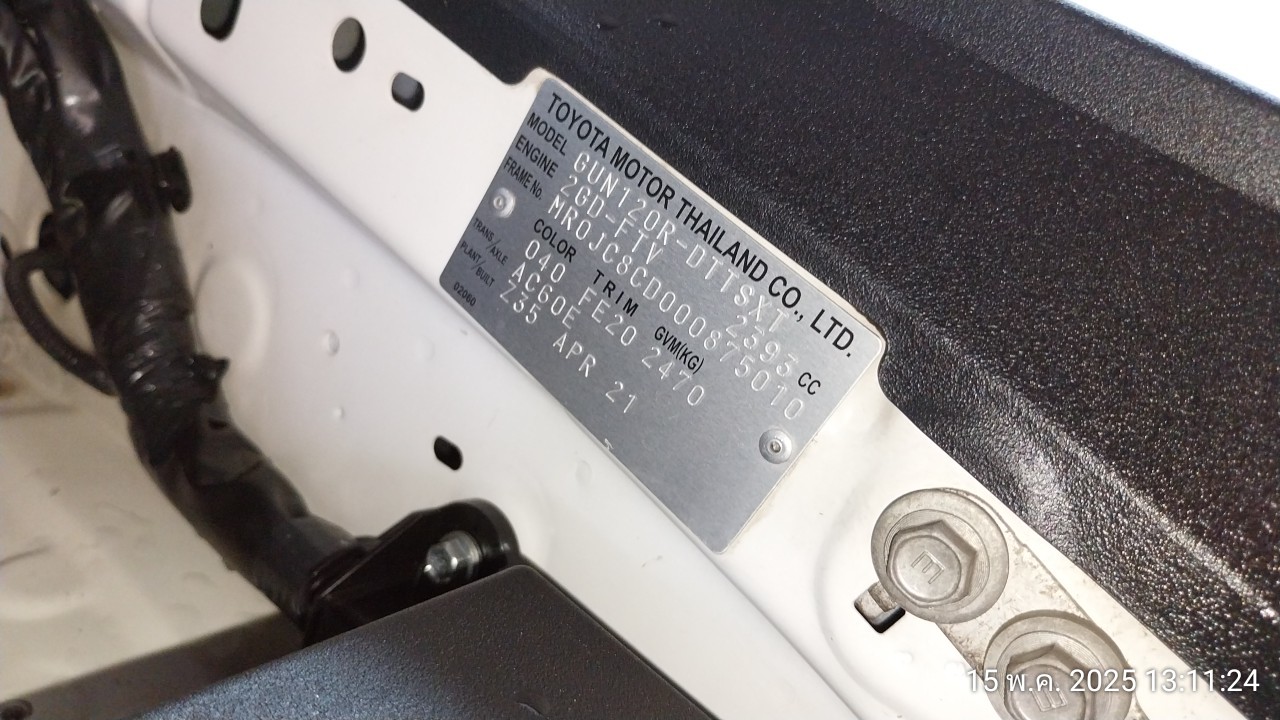 TOYOTA MOTOR THAILAND CO., LTD.
MODEL GUN120R-DTTSXT
ENGINE 2GD-FTV 2393 CC
FRAME No. MR0JC8CD000875010
COLOR TRIM GVM(KG)
040 FE20 2470
TRANS/AXLE AC60E
PLANT/BUILT Z35 APR 21
02060
E
E
15 พ.ค. 2025 13:11:24